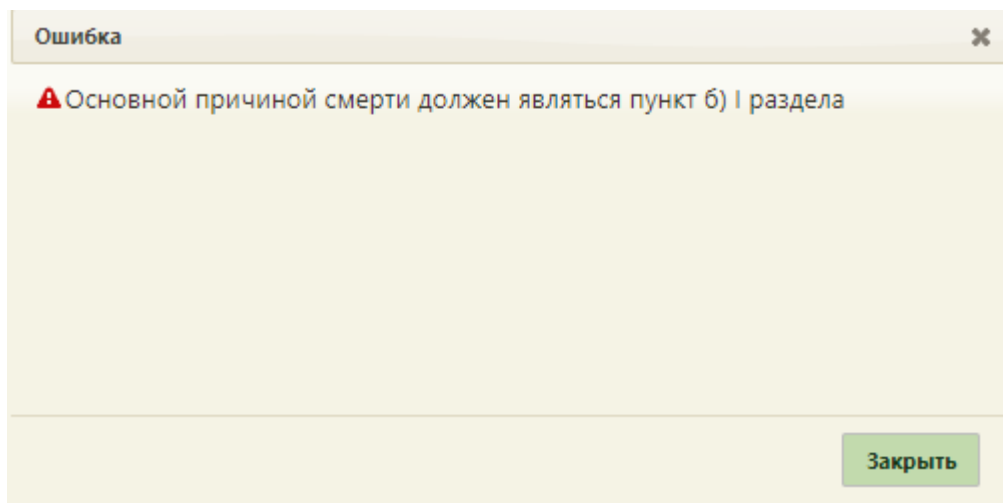 Ошибка
Основной причиной смерти должен являться пункт б) I раздела
Закрыть